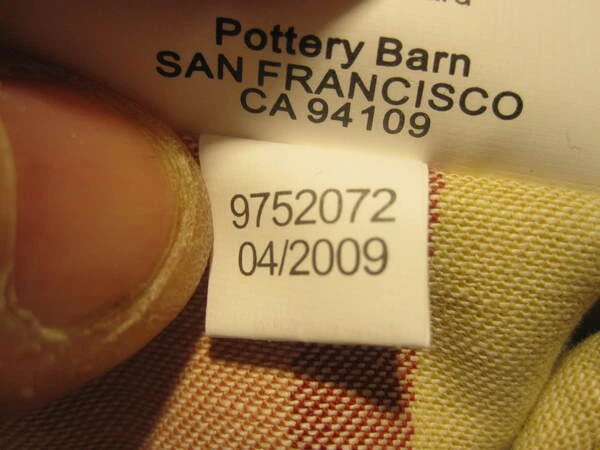 Pottery Barn
SAN FRANCISCO
CA 94109
9752072
04/2009